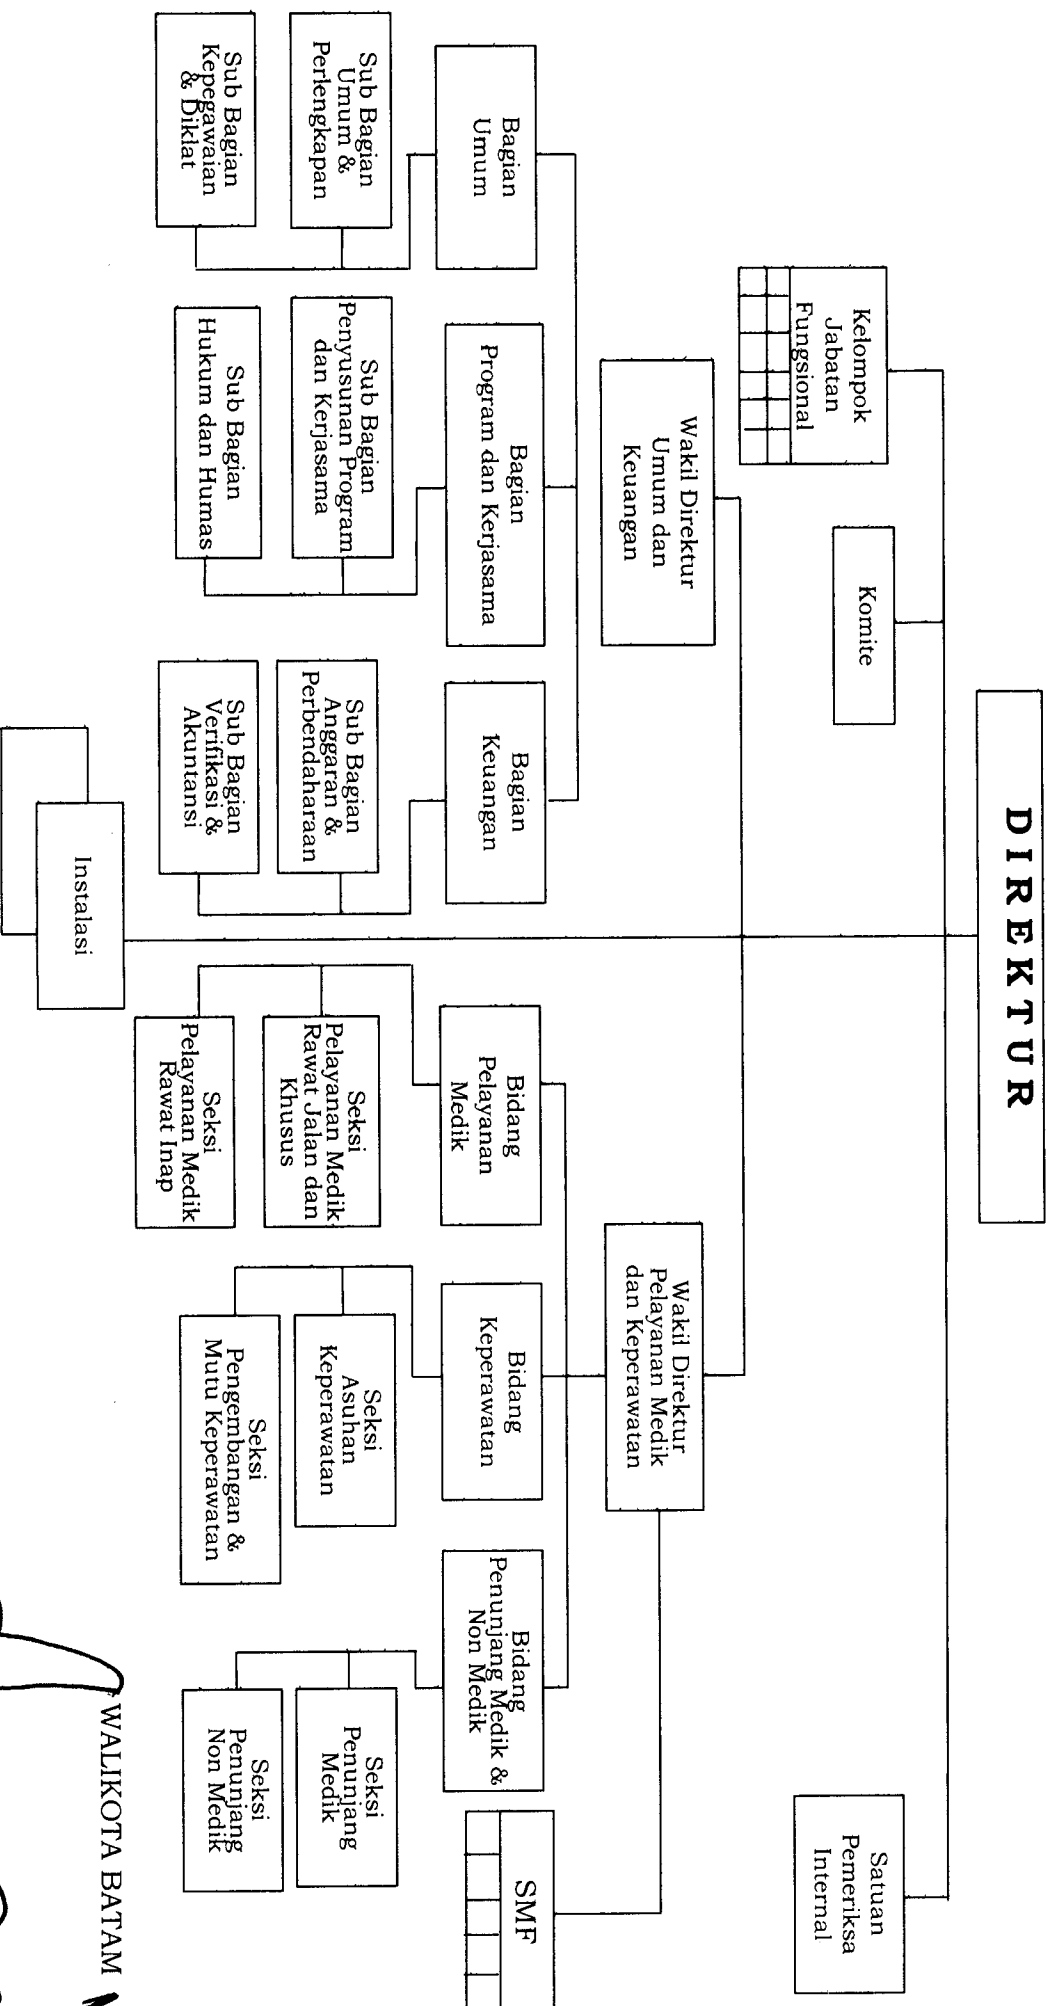 DIREKTUR
Kelompok
Jabatan
Fungsional
Komite
Satuan
Pemeriksa
Internal
Wakil Direktur
Umum dan
Keuangan
Wakil Direktur
Pelayanan Medik
dan Keperawatan
Bagian
Umum
Bagian
Program dan Kerjasama
Bagian
Keuangan
Bidang
Pelayanan
Medik
Bidang
Keperawatan
Bidang
Penunjang Medik &
Non Medik
SMF
Sub Bagian
Umum &
Perlengkapan
Sub Bagian
Penyusunan Program
dan Kerjasama
Sub Bagian
Anggaran &
Perbendaharaan
Seksi
Pelayanan Medik
Rawat Jalan dan
Khusus
Seksi
Asuhan
Keperawatan
Seksi
Penunjang
Medik
Sub Bagian
Kepegawaian
& Diklat
Sub Bagian
Hukum dan Humas
Sub Bagian
Verifikasi &
Akuntansi
Seksi
Pelayanan Medik
Rawat Inap
Seksi
Pengembangan &
Mutu Keperawatan
Seksi
Penunjang
Non Medik
Instalasi
WALIKOTA BATAM